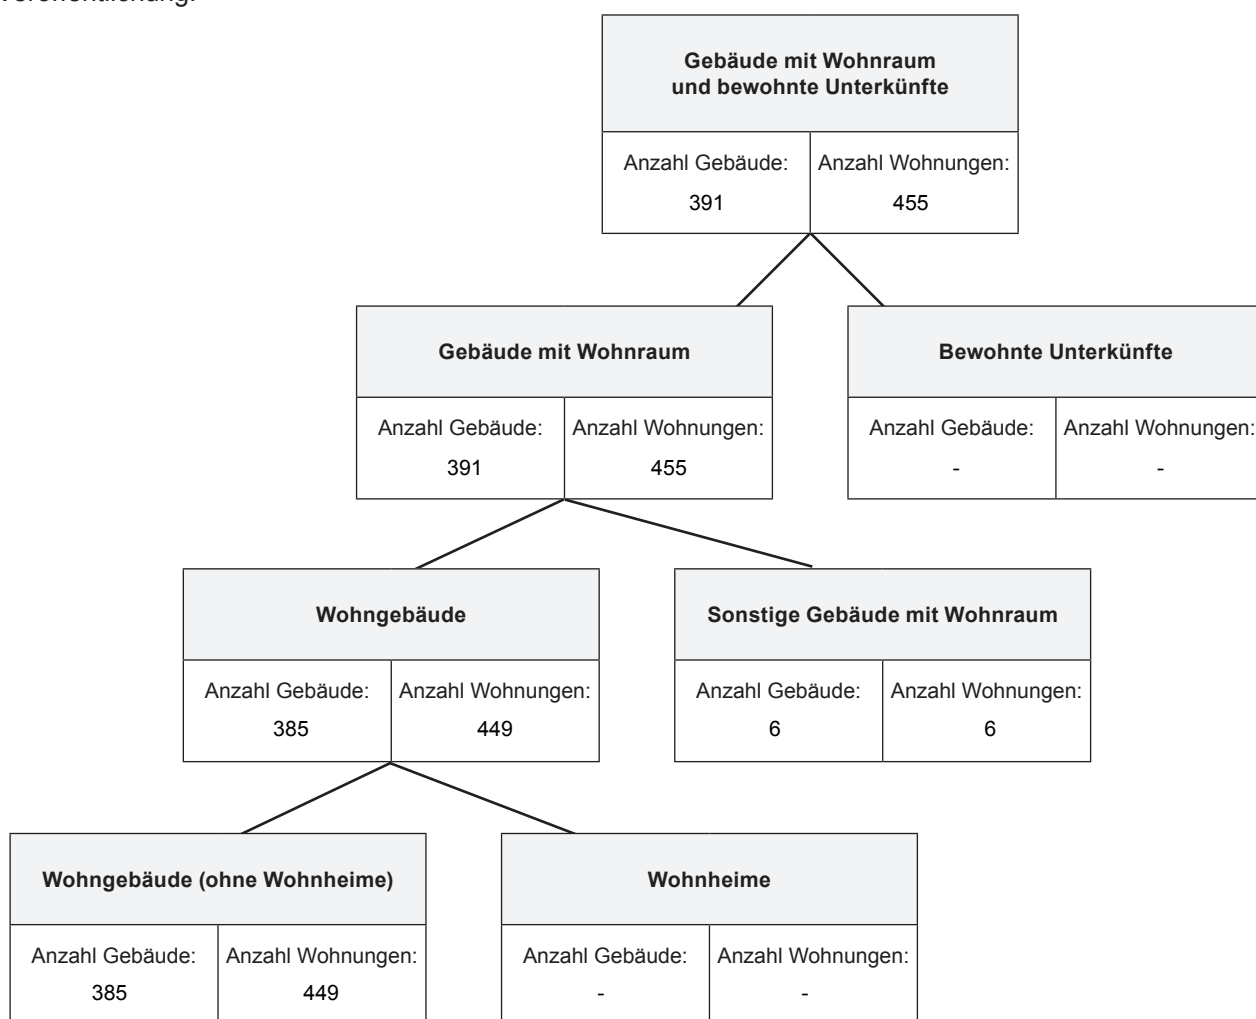 Veröffentlichung.
Gebäude mit Wohnraum
und bewohnte Unterkünfte
Anzahl Gebäude: Anzahl Wohnungen:
391 455
Gebäude mit Wohnraum
Bewohnte Unterkünfte
Anzahl Gebäude: Anzahl Wohnungen:
391 455
Anzahl Gebäude: Anzahl Wohnungen:
- -
Wohngebäude
Sonstige Gebäude mit Wohnraum
Anzahl Gebäude: Anzahl Wohnungen:
385 449
Anzahl Gebäude: Anzahl Wohnungen:
6 6
Wohngebäude (ohne Wohnheime)
Wohnheime
Anzahl Gebäude: Anzahl Wohnungen:
385 449
Anzahl Gebäude: Anzahl Wohnungen:
- -